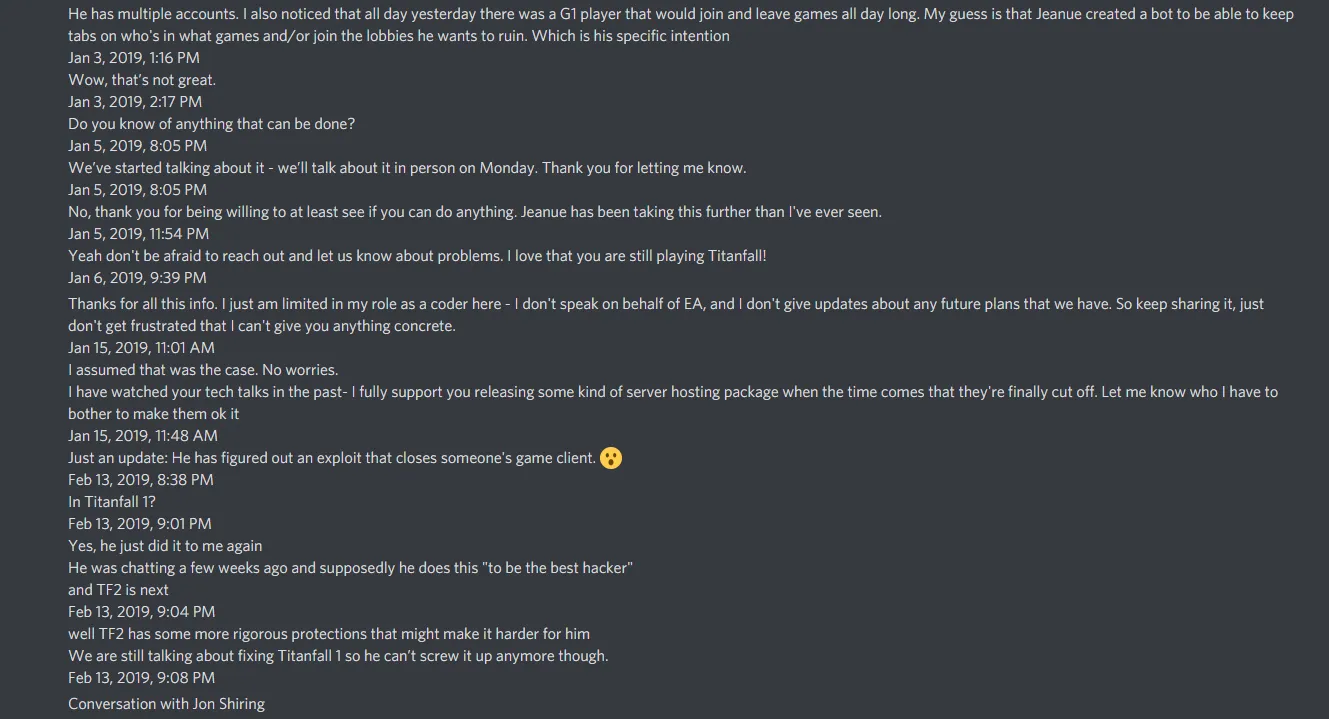 He has multiple accounts. I also noticed that all day yesterday there was a G1 player that would join and leave games all day long. My guess is that Jeanue created a bot to be able to keep
tabs on who's in what games and/or join the lobbies he wants to ruin. Which is his specific intention
Jan 3, 2019, 1:16 PM
Wow, that's not great.
Jan 3, 2019, 2:17 PM
Do you know of anything that can be done?
Jan 5, 2019, 8:05 PM
We've started talking about it - we'll talk about it in person on Monday. Thank you for letting me know.
Jan 5, 2019, 8:05 PM
No, thank you for being willing to at least see if you can do anything. Jeanue has been taking this further than I've ever seen.
Jan 5, 2019, 11:54 PM
Yeah don't be afraid to reach out and let us know about problems. I love that you are still playing Titanfall!
Jan 6, 2019, 9:39 PM
Thanks for all this info. I just am limited in my role as a coder here - I don't speak on behalf of EA, and I don't give updates about any future plans that we have. So keep sharing it, just
don't get frustrated that I can't give you anything concrete.
Jan 15, 2019, 11:01 AM
I assumed that was the case. No worries.
I have watched your tech talks in the past- I fully support you releasing some kind of server hosting package when the time comes that they're finally cut off. Let me know who I have to
bother to make them ok it
Jan 15, 2019, 11:48 AM
Just an update: He has figured out an exploit that closes someone's game client. 😮
Feb 13, 2019, 8:38 PM
In Titanfall 1?
Feb 13, 2019, 9:01 PM
Yes, he just did it to me again
He was chatting a few weeks ago and supposedly he does this "to be the best hacker"
and TF2 is next
Feb 13, 2019, 9:04 PM
well TF2 has some more rigorous protections that might make it harder for him
We are still talking about fixing Titanfall 1 so he can't screw it up anymore though.
Feb 13, 2019, 9:08 PM
Conversation with Jon Shiring